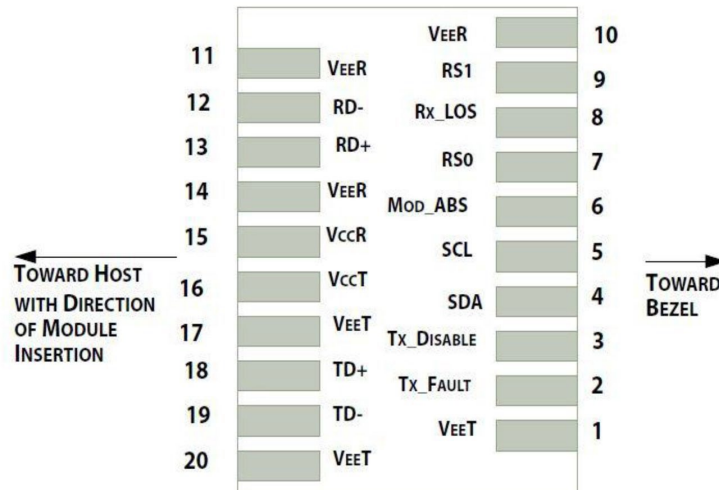 VEER 10
11 VEER
RS1 9
12 RD-
RX_LOS 8
13 RD+
RS0 7
14 VEER
MOD_ABS 6
15 VCCR
SCL 5
TOWARD HOST
WITH DIRECTION
OF MODULE
INSERTION
TOWARD
BEZEL
16 VCCT
SDA 4
17 VEET
TX_DISABLE 3
18 TD+
TX_FAULT 2
19 TD-
VEET 1
20 VEET